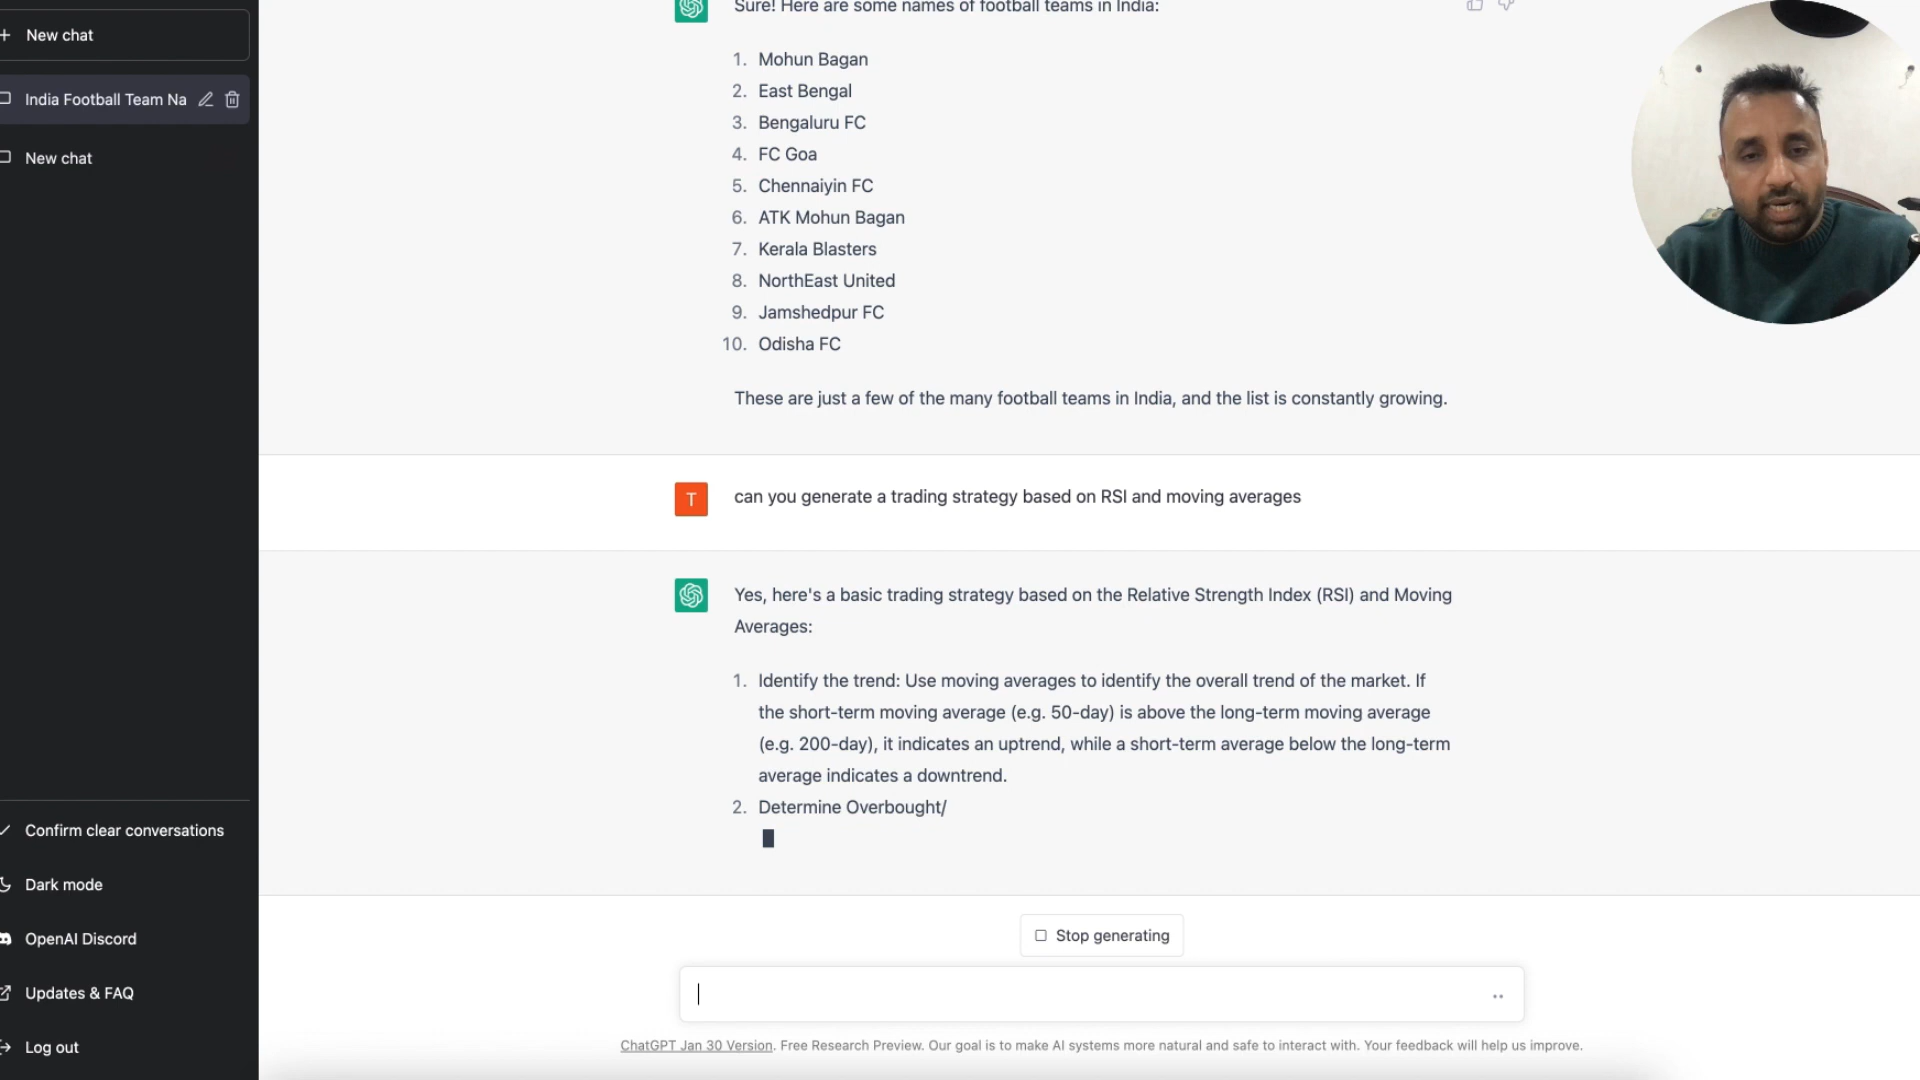 New chat
India Football Team Na
New chat
Confirm clear conversations
Dark mode
OpenAI Discord
Updates & FAQ
Log out
Sure! Here are some names of football teams in India:
1. Mohun Bagan
2. East Bengal
3. Bengaluru FC
4. FC Goa
5. Chennaiyin FC
6. ATK Mohun Bagan
7. Kerala Blasters
8. NorthEast United
9. Jamshedpur FC
10. Odisha FC
These are just a few of the many football teams in India, and the list is constantly growing.
T
can you generate a trading strategy based on RSI and moving averages
Yes, here's a basic trading strategy based on the Relative Strength Index (RSI) and Moving
Averages:
1. Identify the trend: Use moving averages to identify the overall trend of the market. If
the short-term moving average (e.g. 50-day) is above the long-term moving average
(e.g. 200-day), it indicates an uptrend, while a short-term average below the long-term
average indicates a downtrend.
2. Determine Overbought/
Stop generating
ChatGPT Jan 30 Version. Free Research Preview. Our goal is to make AI systems more natural and safe to interact with. Your feedback will help us improve.